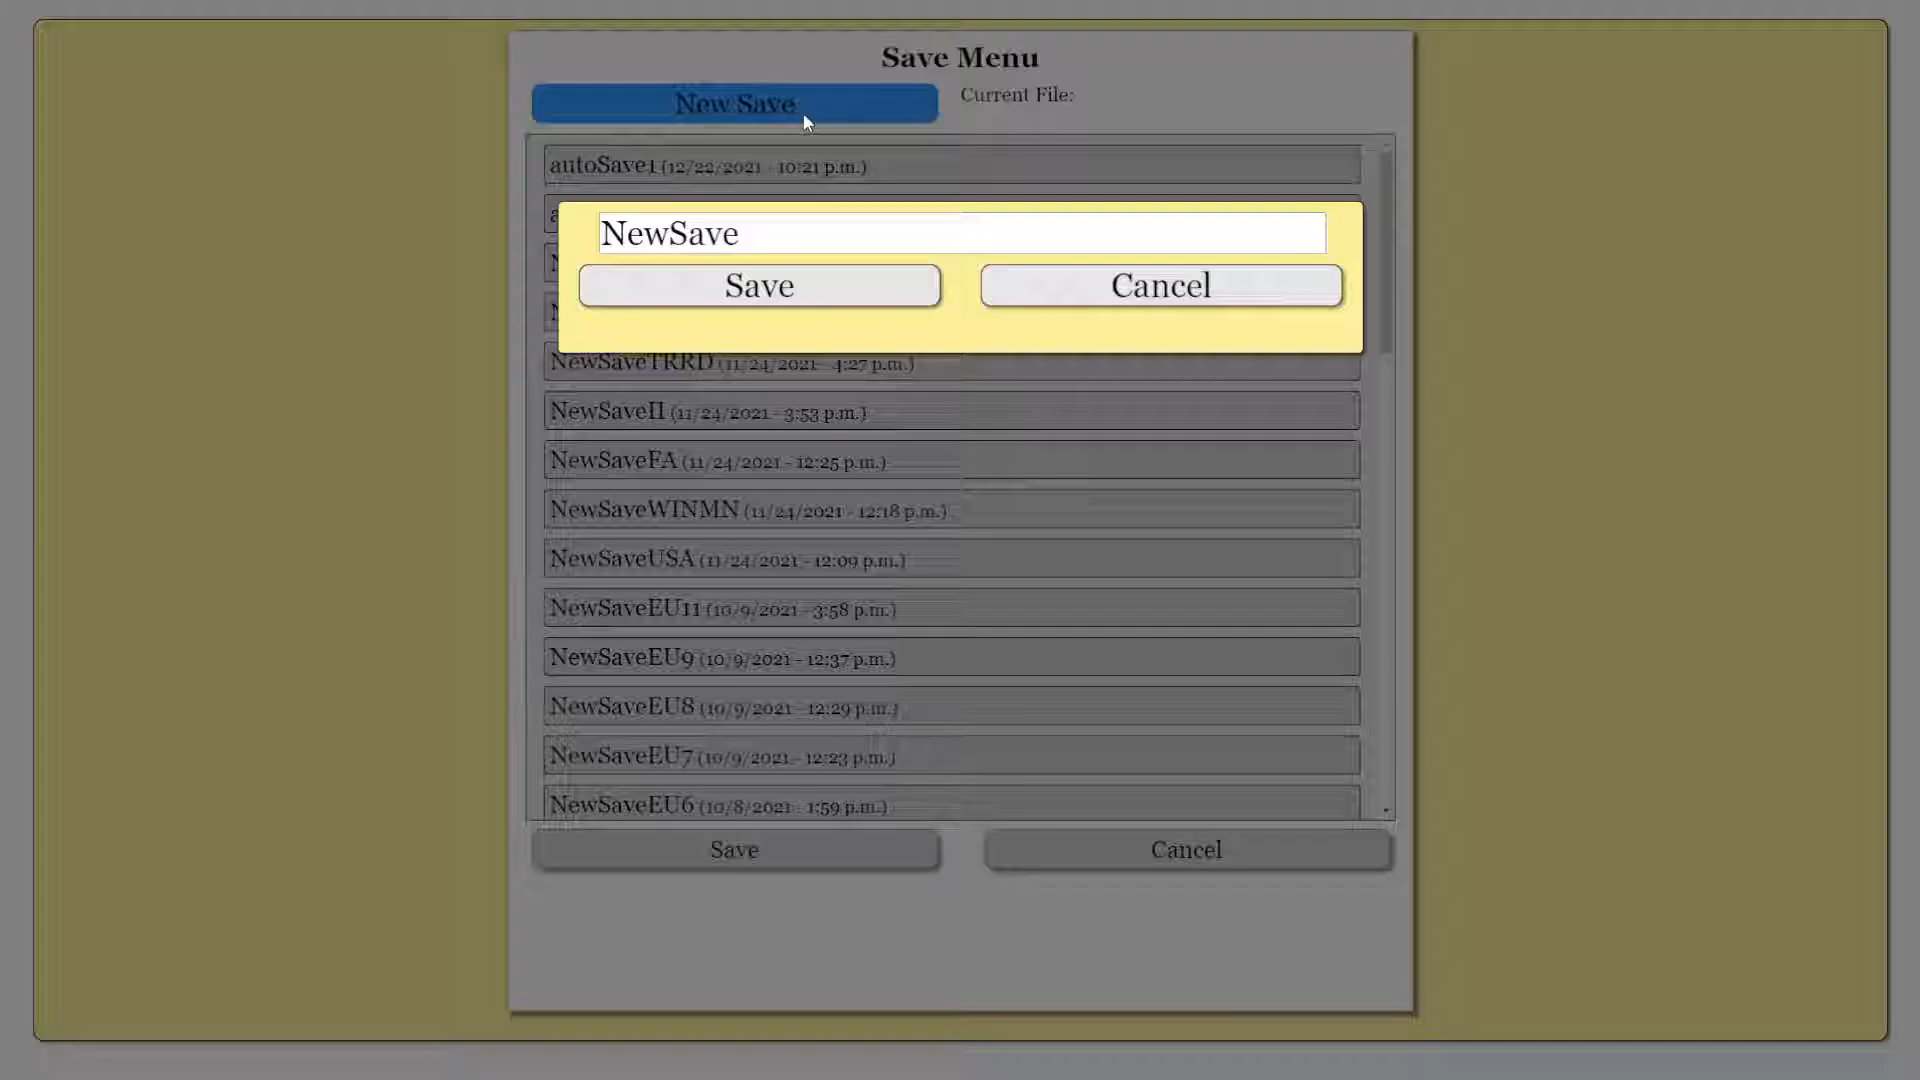 Save Menu
New Save
Current File:
autoSave1 (12/22/2021 - 10:21 p.m.)
NewSave
Save
Cancel
NewSaveTRRD (11/24/2021 - 4:27 p.m.)
NewSaveII (11/24/2021 - 3:53 p.m.)
NewSaveFA (11/24/2021 - 12:25 p.m.)
NewSaveWINMN (11/24/2021 - 12:18 p.m.)
NewSaveUSA (11/24/2021 - 12:09 p.m.)
NewSaveEU11 (10/9/2021 - 3:58 p.m.)
NewSaveEU9 (10/9/2021 - 12:37 p.m.)
NewSaveEU8 (10/9/2021 - 12:29 p.m.)
NewSaveEU7 (10/9/2021 - 12:23 p.m.)
NewSaveEU6 (10/8/2021 - 1:59 p.m.)
Save
Cancel